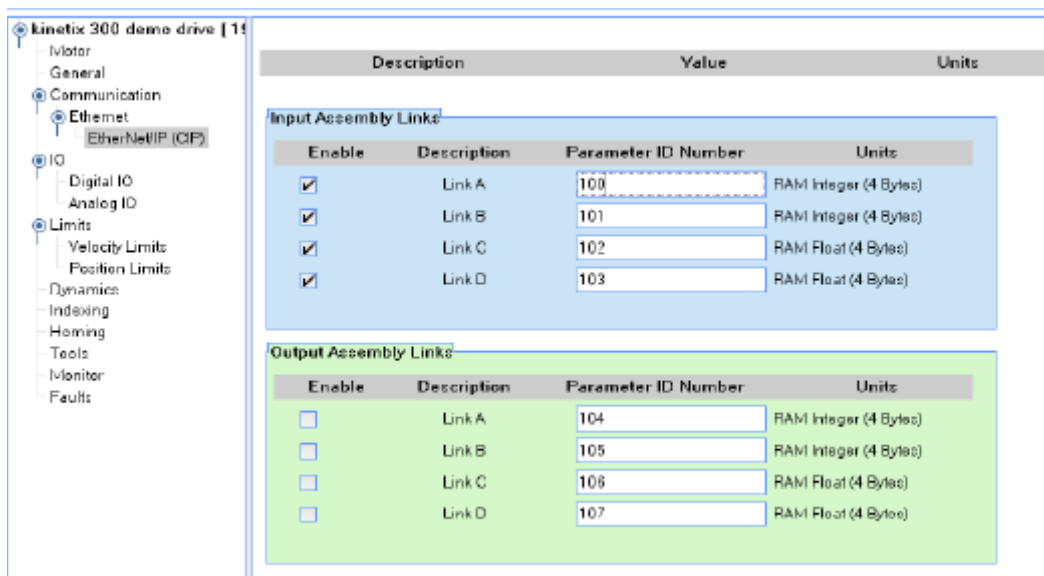 kinetix 300 demo drive [ 19
Motor
General
Communication
Ethernet
EtherNet/IP (CIP)
IO
Digital IO
Analog IO
Limits
Velocity Limits
Position Limits
Dynamics
Indexing
Homing
Tools
Monitor
Faults
Description Value Units
Input Assembly Links
Enable Description Parameter ID Number Units
Link A 100 RAM Integer (4 Bytes)
Link B 101 RAM Integer (4 Bytes)
Link C 102 RAM Float (4 Bytes)
Link D 103 RAM Float (4 Bytes)
Output Assembly Links
Enable Description Parameter ID Number Units
Link A 104 RAM Integer (4 Bytes)
Link B 105 RAM Integer (4 Bytes)
Link C 106 RAM Float (4 Bytes)
Link D 107 RAM Float (4 Bytes)